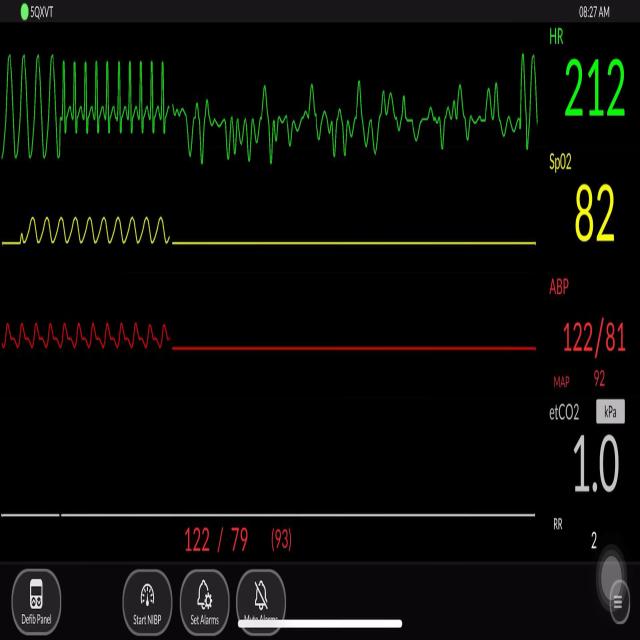 5QXVT
08:27 AM
HR
212
SpO2
82
ABP
122/81
MAP 92
etCO2 kPa
1.0
RR
2
122 / 79 (93)
Defib Panel
Start NIBP
Set Alarms
Mute Alarms